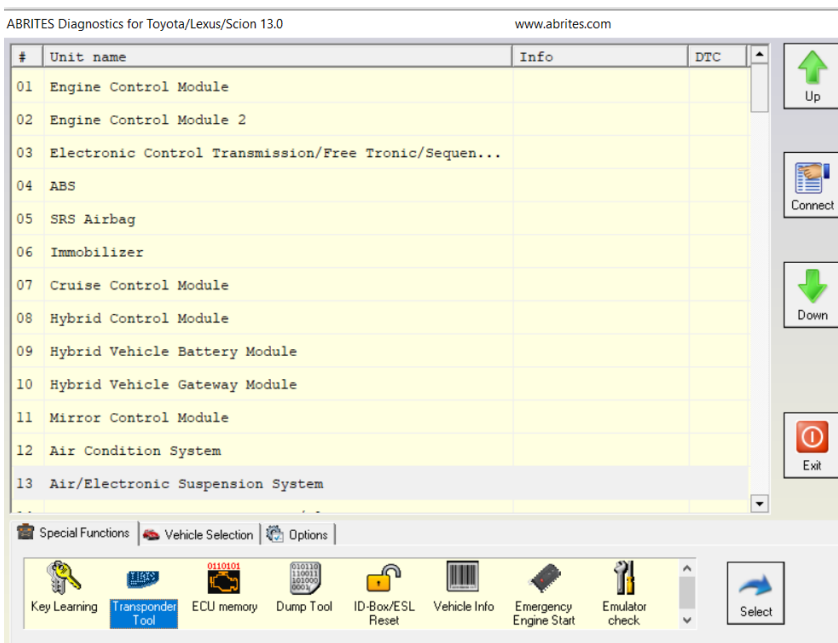 ABRITES Diagnostics for Toyota/Lexus/Scion 13.0 www.abrites.com
# Unit name Info DTC
01 Engine Control Module
02 Engine Control Module 2
03 Electronic Control Transmission/Free Tronic/Sequen...
04 ABS
05 SRS Airbag
06 Immobilizer
07 Cruise Control Module
08 Hybrid Control Module
09 Hybrid Vehicle Battery Module
10 Hybrid Vehicle Gateway Module
11 Mirror Control Module
12 Air Condition System
13 Air/Electronic Suspension System
Up
Connect
Down
Exit
Special Functions Vehicle Selection Options
Key Learning
Transponder
Tool
0110101
ECU memory
010110
110011
101000
0001
Dump Tool
ID-Box/ESL
Reset
Vehicle Info
Emergency
Engine Start
Emulator
check
Select